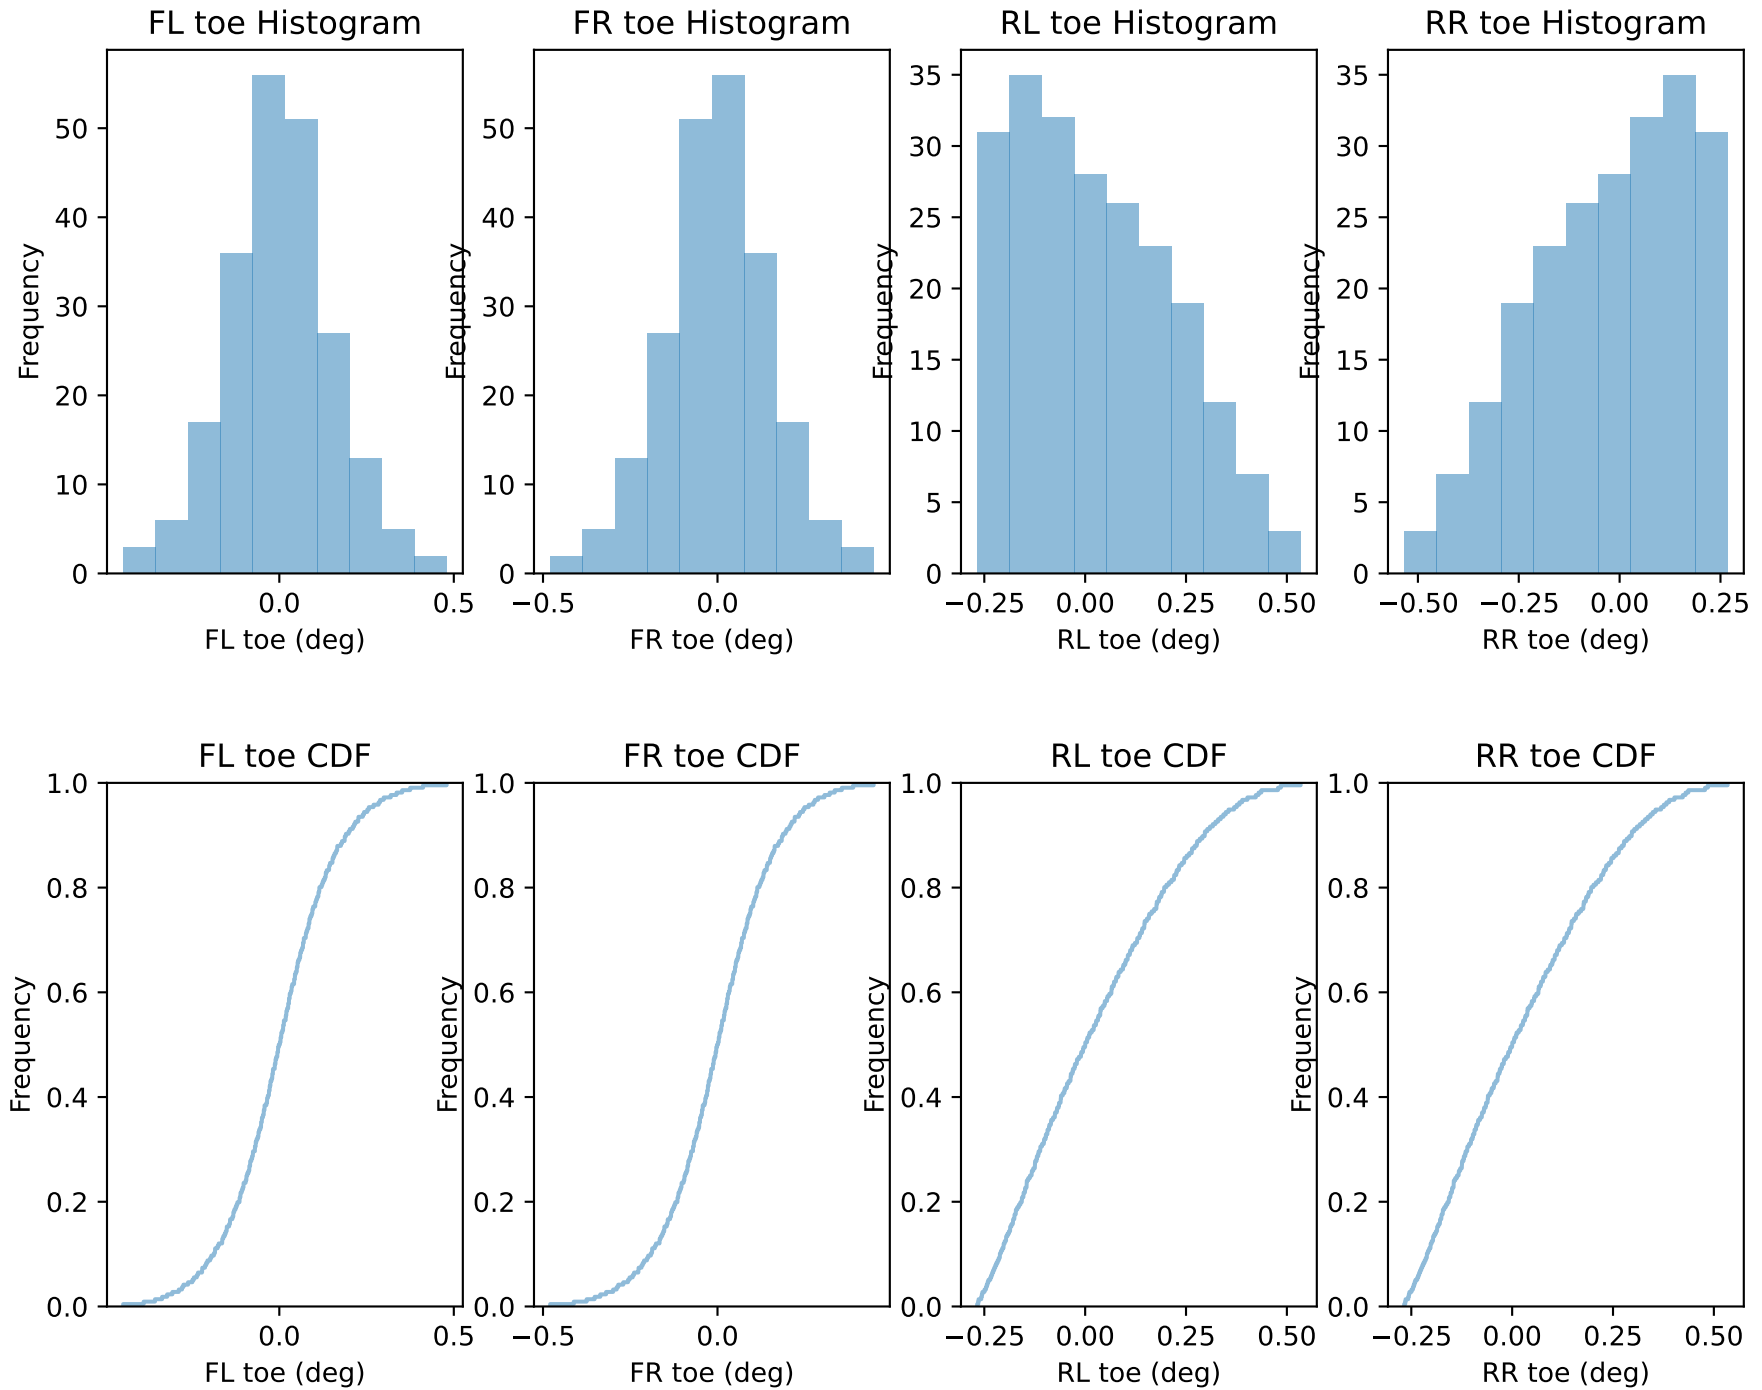 FL toe Histogram
FR toe Histogram
RL toe Histogram
RR toe Histogram
Frequency
50
40
30
20
10
0
0.0 0.5
FL toe (deg)
Frequency
50
40
30
20
10
0
−0.5 0.0
FR toe (deg)
Frequency
35
30
25
20
15
10
5
0
−0.25 0.00 0.25 0.50
RL toe (deg)
Frequency
35
30
25
20
15
10
5
0
−0.50 −0.25 0.00 0.25
RR toe (deg)
FL toe CDF
FR toe CDF
RL toe CDF
RR toe CDF
Frequency
1.0
0.8
0.6
0.4
0.2
0.0
0.0 0.5
FL toe (deg)
Frequency
1.0
0.8
0.6
0.4
0.2
0.0
−0.5 0.0
FR toe (deg)
Frequency
1.0
0.8
0.6
0.4
0.2
0.0
−0.25 0.00 0.25 0.50
RL toe (deg)
Frequency
1.0
0.8
0.6
0.4
0.2
0.0
−0.25 0.00 0.25 0.50
RR toe (deg)